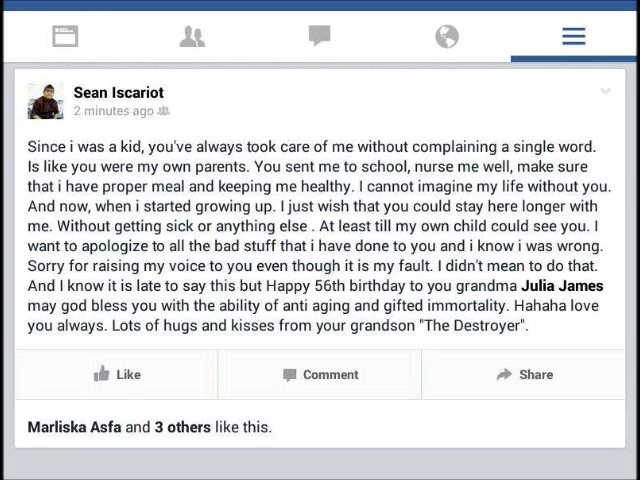 Sean Iscariot
2 minutes ago
Since i was a kid, you've always took care of me without complaining a single word.
Is like you were my own parents. You sent me to school, nurse me well, make sure
that i have proper meal and keeping me healthy. I cannot imagine my life without you.
And now, when i started growing up. I just wish that you could stay here longer with
me. Without getting sick or anything else . At least till my own child could see you. I
want to apologize to all the bad stuff that i have done to you and i know i was wrong.
Sorry for raising my voice to you even though it is my fault. I didn't mean to do that.
And I know it is late to say this but Happy 56th birthday to you grandma Julia James
may god bless you with the ability of anti aging and gifted immortality. Hahaha love
you always. Lots of hugs and kisses from your grandson "The Destroyer".
Like Comment Share
Marliska Asfa and 3 others like this.